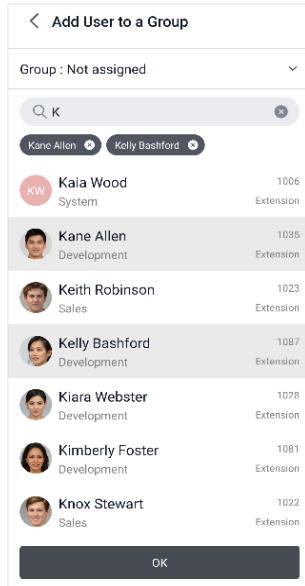 Add User to a Group
Group : Not assigned
K
Kane Allen
Kelly Bashford
KW
Kaia Wood
1006
System
Extension
Kane Allen
1035
Development
Extension
Keith Robinson
1023
Sales
Extension
Kelly Bashford
1087
Development
Extension
Kiara Webster
1028
Development
Extension
Kimberly Foster
1081
Development
Extension
Knox Stewart
1022
Sales
Extension
OK